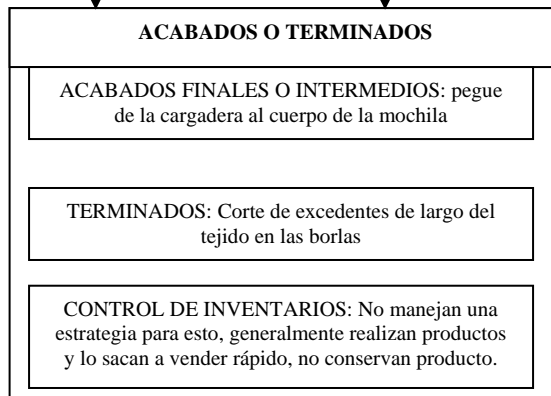 ACABADOS O TERMINADOS
ACABADOS FINALES O INTERMEDIOS: pegue
de la cargadera al cuerpo de la mochila
TERMINADOS: Corte de excedentes de largo del
tejido en las borlas
CONTROL DE INVENTARIOS: No manejan una
estrategia para esto, generalmente realizan productos
y lo sacan a vender rápido, no conservan producto.